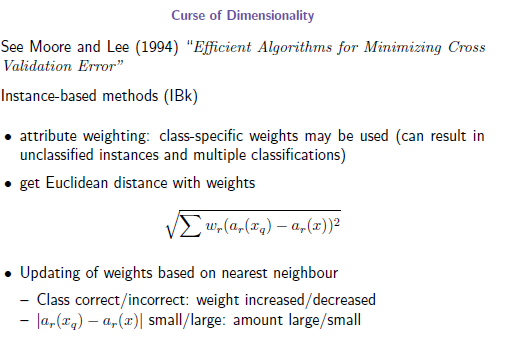 Curse of Dimensionality
See Moore and Lee (1994) "Efficient Algorithms for Minimizing Cross
Validation Error"
Instance-based methods (IBk)
• attribute weighting: class-specific weights may be used (can result in
unclassified instances and multiple classifications)
• get Euclidean distance with weights
√∑ w_r(a_r(x_q) − a_r(x))²
• Updating of weights based on nearest neighbour
– Class correct/incorrect: weight increased/decreased
– |a_r(x_q) − a_r(x)| small/large: amount large/small